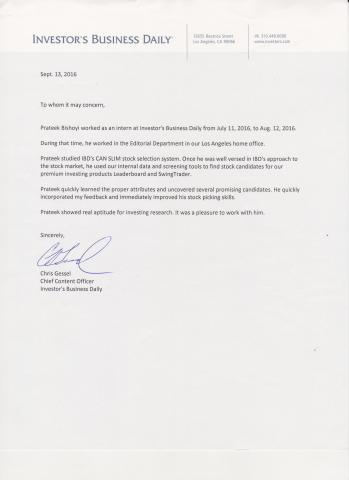 INVESTOR'S BUSINESS DAILY®
12655 Beatrice Street
Los Angeles, CA 90066
PH. 310.448.6000
www.investors.com
Sept. 13, 2016
To whom it may concern,
Prateek Bishoyi worked as an intern at Investor's Business Daily from July 11, 2016, to Aug. 12, 2016.
During that time, he worked in the Editorial Department in our Los Angeles home office.
Prateek studied IBD's CAN SLIM stock selection system. Once he was well versed in IBD's approach to
the stock market, he used our internal data and screening tools to find stock candidates for our
premium investing products Leaderboard and SwingTrader.
Prateek quickly learned the proper attributes and uncovered several promising candidates. He quickly
incorporated my feedback and immediately improved his stock picking skills.
Prateek showed real aptitude for investing research. It was a pleasure to work with him.
Sincerely,
Chris Gessel
Chief Content Officer
Investor's Business Daily